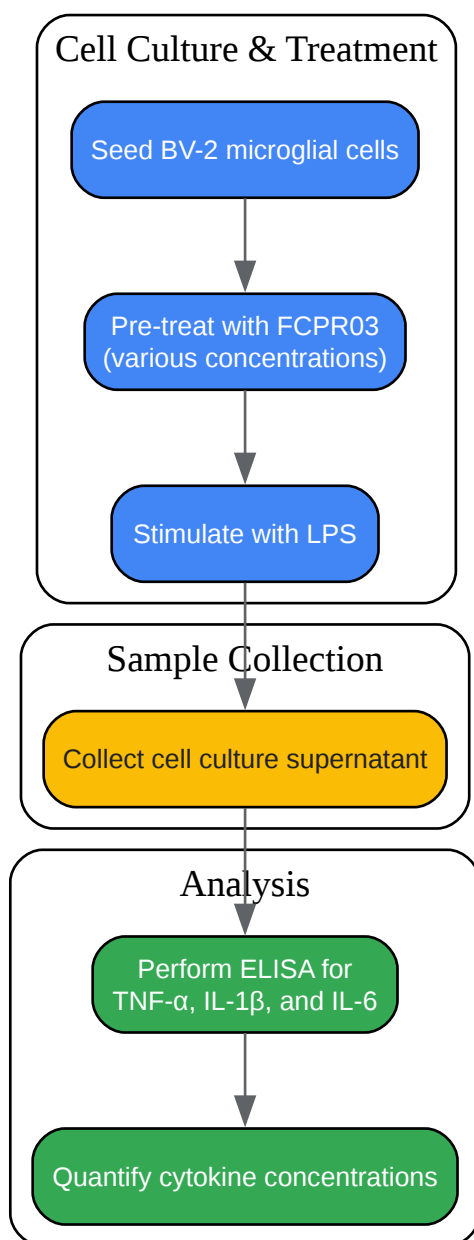 Cell Culture & Treatment
Seed BV-2 microglial cells
Pre-treat with FCPR03
(various concentrations)
Stimulate with LPS
Sample Collection
Collect cell culture supernatant
Analysis
Perform ELISA for
TNF-α, IL-1β, and IL-6
Quantify cytokine concentrations